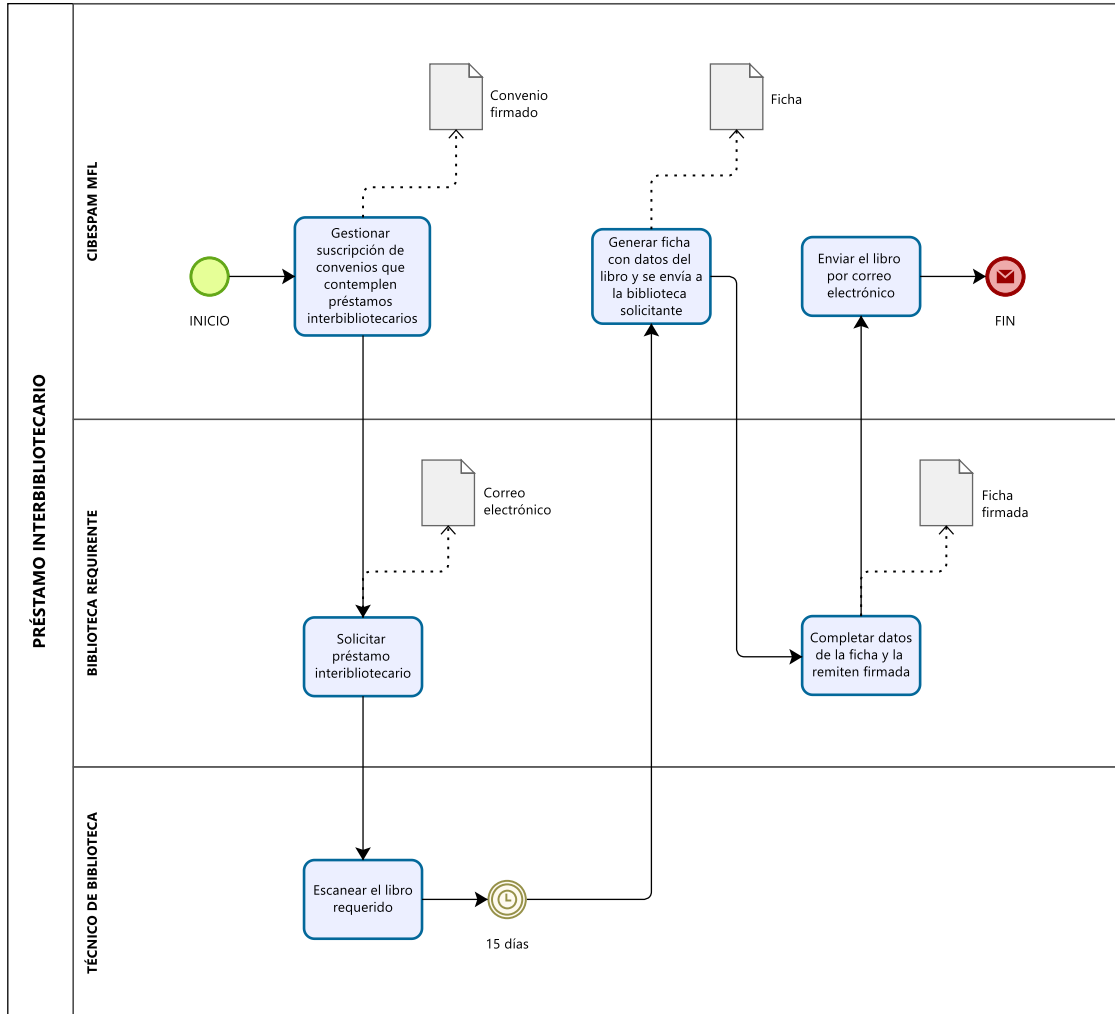 PRÉSTAMO INTERBIBLIOTECARIO
CIBESPAM MFL
Convenio
firmado
Ficha
INICIO
Gestionar
suscripción de
convenios que
contemplen
préstamos
interbibliotecarios
Generar ficha
con datos del
libro y se envía a
la biblioteca
solicitante
Enviar el libro
por correo
electrónico
FIN
BIBLIOTECA REQUIRENTE
Correo
electrónico
Ficha
firmada
Solicitar
préstamo
interibliotecario
Completar datos
de la ficha y la
remiten firmada
TÉCNICO DE BIBLIOTECA
Escanear el libro
requerido
15 días